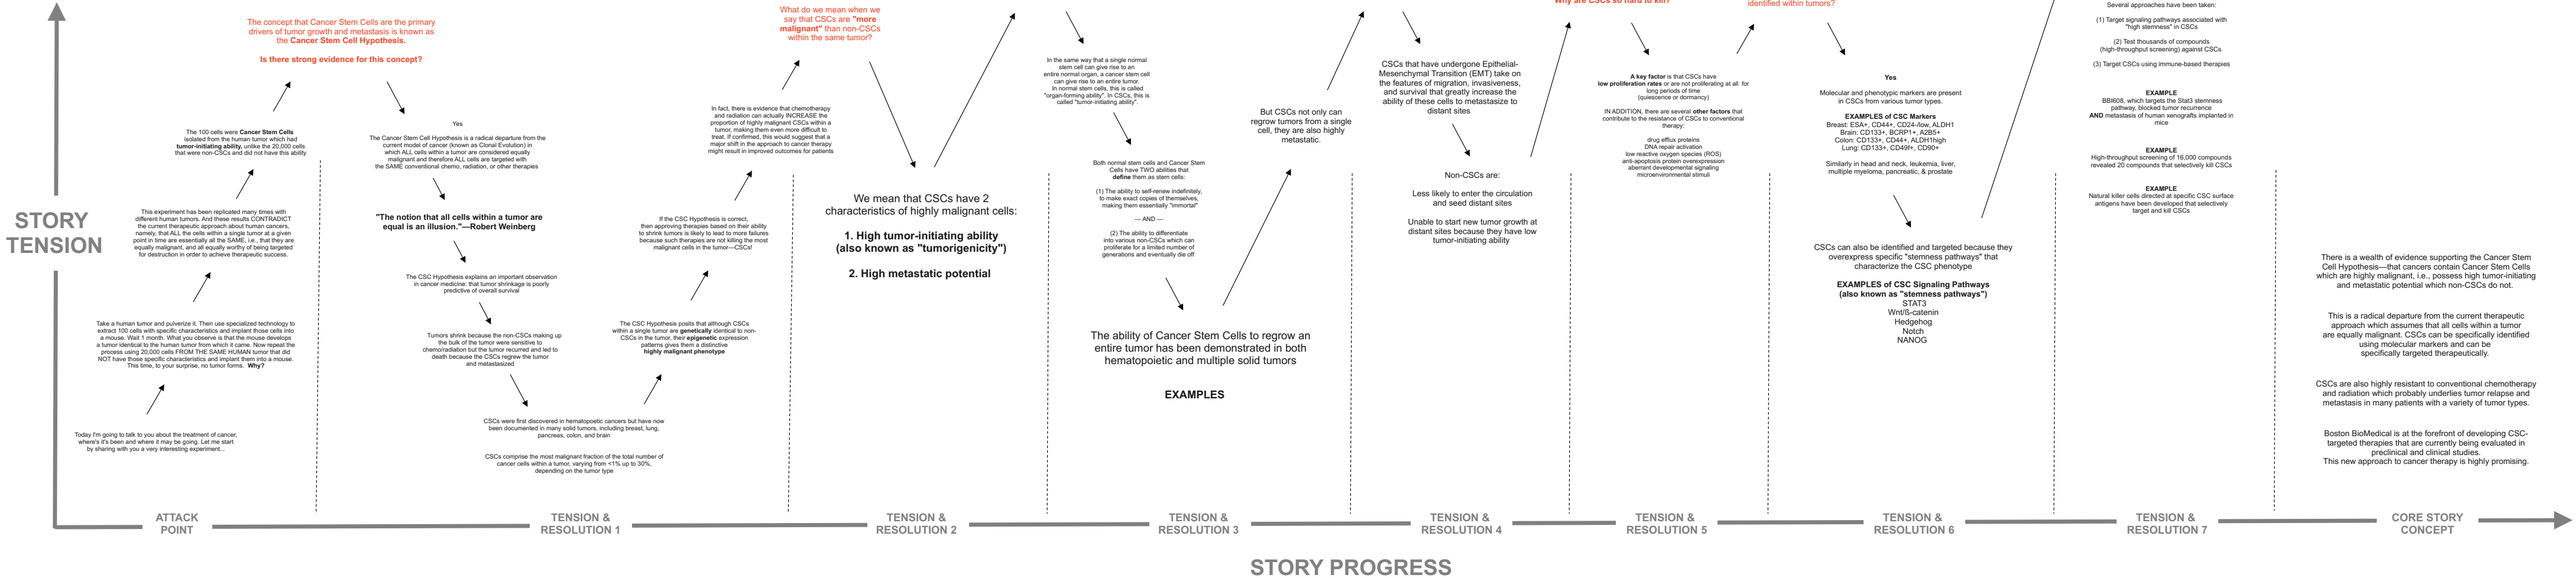 STORY
TENSION
The concept that Cancer Stem Cells are the primary
drivers of tumor growth and metastasis is known as
the Cancer Stem Cell Hypothesis.
Is there strong evidence for this concept?
The 100 cells were Cancer Stem Cells
isolated from the human tumor which had
tumor-initiating ability, unlike the 20,000 cells
that were non-CSCs and did not have this ability
This experiment has been replicated many times with
different human tumors. And these results CONTRADICT
the current therapeutic approach about human cancers,
namely, that ALL the cells within a single tumor at a given
point in time are essentially all the SAME, i.e., that they are
equally malignant, and all equally worthy of being targeted
for destruction in order to achieve therapeutic success.
Take a human tumor and pulverize it. Then use specialized technology to
extract 100 cells with specific characteristics and implant those cells into
a mouse. Wait 1 month. What you observe is that the mouse develops
a tumor identical to the human tumor from which it came. Now repeat the
process using 20,000 cells FROM THE SAME HUMAN tumor that did
NOT have those specific characteristics and implant them into a mouse.
This time, to your surprise, no tumor forms. Why?
Today I'm going to talk to you about the treatment of cancer,
where's it's been and where it may be going. Let me start
by sharing with you a very interesting experiment...
Yes
The Cancer Stem Cell Hypothesis is a radical departure from the
current model of cancer (known as Clonal Evolution) in
which ALL cells within a tumor are considered equally
malignant and therefore ALL cells are targeted with
the SAME conventional chemo, radiation, or other therapies
"The notion that all cells within a tumor are
equal is an illusion."—Robert Weinberg
The CSC Hypothesis explains an important observation
in cancer medicine: that tumor shrinkage is poorly
predictive of overall survival
Tumors shrink because the non-CSCs making up
the bulk of the tumor were sensitive to
chemo/radiation but the tumor recurred and led to
death because the CSCs regrew the tumor
and metastasized
CSCs were first discovered in hematopoetic cancers but have now
been documented in many solid tumors, including breast, lung,
pancreas, colon, and brain
CSCs comprise the most malignant fraction of the total number of
cancer cells within a tumor, varying from <1% up to 30%,
depending on the tumor type
The CSC Hypothesis posits that although CSCs
within a single tumor are genetically identical to non-
CSCs in the tumor, their epigenetic expression
patterns gives them a distinctive
highly malignant phenotype
If the CSC Hypothesis is correct,
then approving therapies based on their ability
to shrink tumors is likely to lead to more failures
because such therapies are not killing the most
malignant cells in the tumor—CSCs!
In fact, there is evidence that chemotherapy
and radiation can actually INCREASE the
proportion of highly malignant CSCs within a
tumor, making them even more difficult to
treat. If confirmed, this would suggest that a
major shift in the approach to cancer therapy
might result in improved outcomes for patients
What do we mean when we
say that CSCs are "more
malignant" than non-CSCs
within the same tumor?
We mean that CSCs have 2
characteristics of highly malignant cells:
1. High tumor-initiating ability
(also known as "tumorigenicity")
2. High metastatic potential
In the same way that a single normal
stem cell can give rise to an
entire normal organ, a cancer stem cell
can give rise to an entire tumor.
In normal stem cells, this is called
"organ-forming ability". In CSCs, this is
called "tumor-initiating ability".
Both normal stem cells and Cancer Stem
Cells have TWO abilities that
define them as stem cells:
(1) The ability to self-renew indefinitely,
to make exact copies of themselves,
making them essentially "immortal"
— AND —
(2) The ability to differentiate
into various non-CSCs which can
proliferate for a limited number of
generations and eventually die off
The ability of Cancer Stem Cells to regrow an
entire tumor has been demonstrated in both
hematopoietic and multiple solid tumors
EXAMPLES
But CSCs not only can
regrow tumors from a single
cell, they are also highly
metastatic.
CSCs that have undergone Epithelial-
Mesenchymal Transition (EMT) take on
the features of migration, invasiveness,
and survival that greatly increase the
ability of these cells to metastasize to
distant sites
Non-CSCs are:
Less likely to enter the circulation
and seed distant sites
Unable to start new tumor growth at
distant sites because they have low
tumor-initiating ability
Why are CSCs so hard to kill?
A key factor is that CSCs have
low proliferation rates or are not proliferating at all for
long periods of time
(quiescence or dormancy)
IN ADDITION, there are several other factors that
contribute to the resistance of CSCs to conventional
therapy:
drug efflux proteins
DNA repair activation
low reactive oxygen species (ROS)
anti-apoptosis protein overexpression
aberrant developmental signaling
microenvironmental stimuli
identified within tumors?
Yes
Molecular and phenotypic markers are present
in CSCs from various tumor types.
EXAMPLES of CSC Markers
Breast: ESA+, CD44+, CD24-/low, ALDH1
Brain: CD133+, BCRP1+, A2B5+
Colon: CD133+, CD44+, ALDH1high
Lung: CD133+, CD49f+, CD90+
Similarly in head and neck, leukemia, liver,
multiple myeloma, pancreatic, & prostate
CSCs can also be identified and targeted because they
overexpress specific "stemness pathways" that
characterize the CSC phenotype
EXAMPLES of CSC Signaling Pathways
(also known as "stemness pathways")
STAT3
Wnt/ß-catenin
Hedgehog
Notch
NANOG
Several approaches have been taken:
(1) Target signaling pathways associated with
"high stemness" in CSCs
(2) Test thousands of compounds
(high-throughput screening) against CSCs
(3) Target CSCs using immune-based therapies
EXAMPLE
BBI608, which targets the Stat3 stemness
pathway, blocked tumor recurrence
AND metastasis of human xenografts implanted in
mice
EXAMPLE
High-throughput screening of 16,000 compounds
revealed 20 compounds that selectively kill CSCs
EXAMPLE
Natural killer cells directed at specific CSC surface
antigens have been developed that selectively
target and kill CSCs
There is a wealth of evidence supporting the Cancer Stem
Cell Hypothesis—that cancers contain Cancer Stem Cells
which are highly malignant, i.e., possess high tumor-initiating
and metastatic potential which non-CSCs do not.
This is a radical departure from the current therapeutic
approach which assumes that all cells within a tumor
are equally malignant. CSCs can be specifically identified
using molecular markers and can be
specifically targeted therapeutically.
CSCs are also highly resistant to conventional chemotherapy
and radiation which probably underlies tumor relapse and
metastasis in many patients with a variety of tumor types.
Boston BioMedical is at the forefront of developing CSC-
targeted therapies that are currently being evaluated in
preclinical and clinical studies.
This new approach to cancer therapy is highly promising.
ATTACK
POINT
TENSION &
RESOLUTION 1
TENSION &
RESOLUTION 2
TENSION &
RESOLUTION 3
TENSION &
RESOLUTION 4
TENSION &
RESOLUTION 5
TENSION &
RESOLUTION 6
TENSION &
RESOLUTION 7
CORE STORY
CONCEPT
STORY PROGRESS